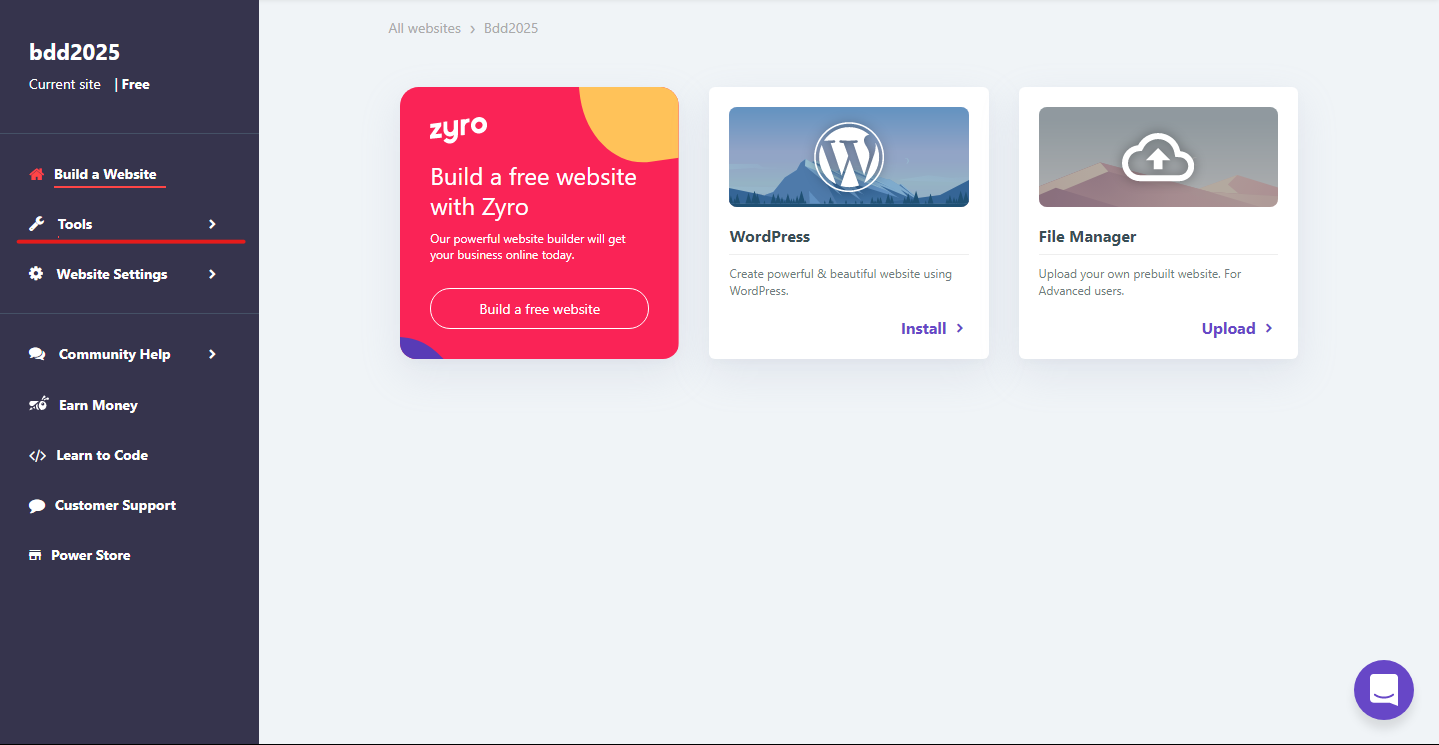 bdd2025
Current site | Free
Build a Website
Tools
Website Settings
Community Help
Earn Money
Learn to Code
Customer Support
Power Store
All websites > Bdd2025
zyro
Build a free website
with Zyro
Our powerful website builder will get
your business online today.
Build a free website
WordPress
Create powerful & beautiful website using
WordPress.
Install
File Manager
Upload your own prebuilt website. For
Advanced users.
Upload